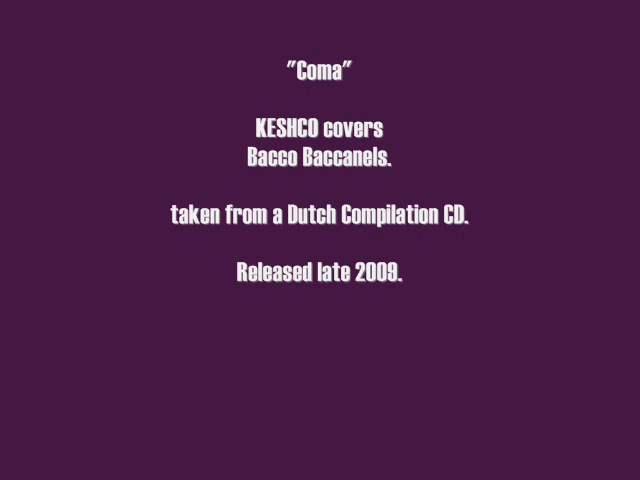 "Coma"
KESHCO covers
Bacco Baccanels.
taken from a Dutch Compilation CD.
Released late 2009.